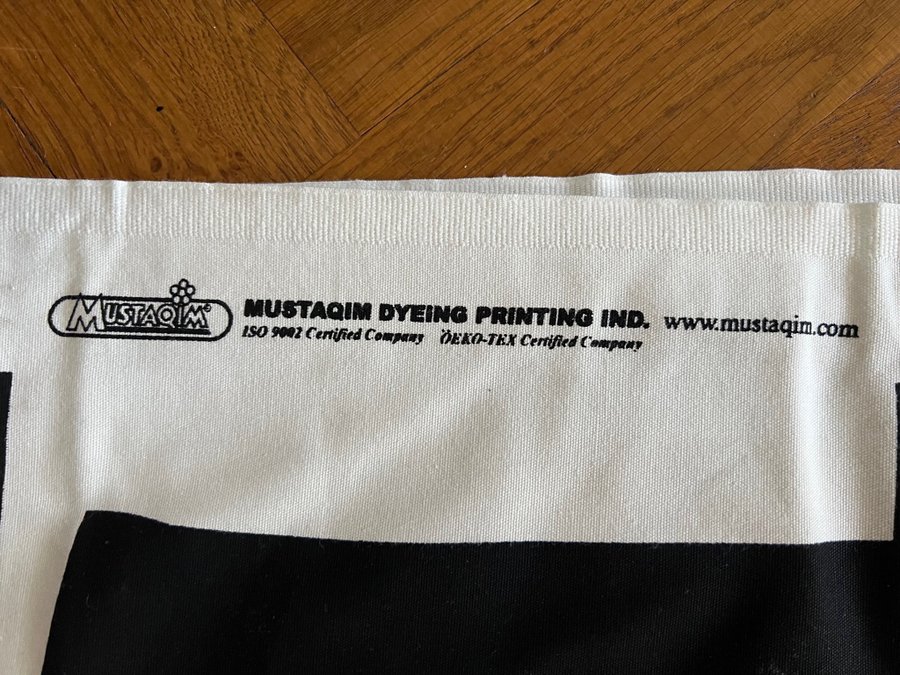 MUSTAQIM
MUSTAQIM DYEING PRINTING IND. www.mustaqim.com
ISO 9002 Certified Company ÖEKO-TEX Certified Company